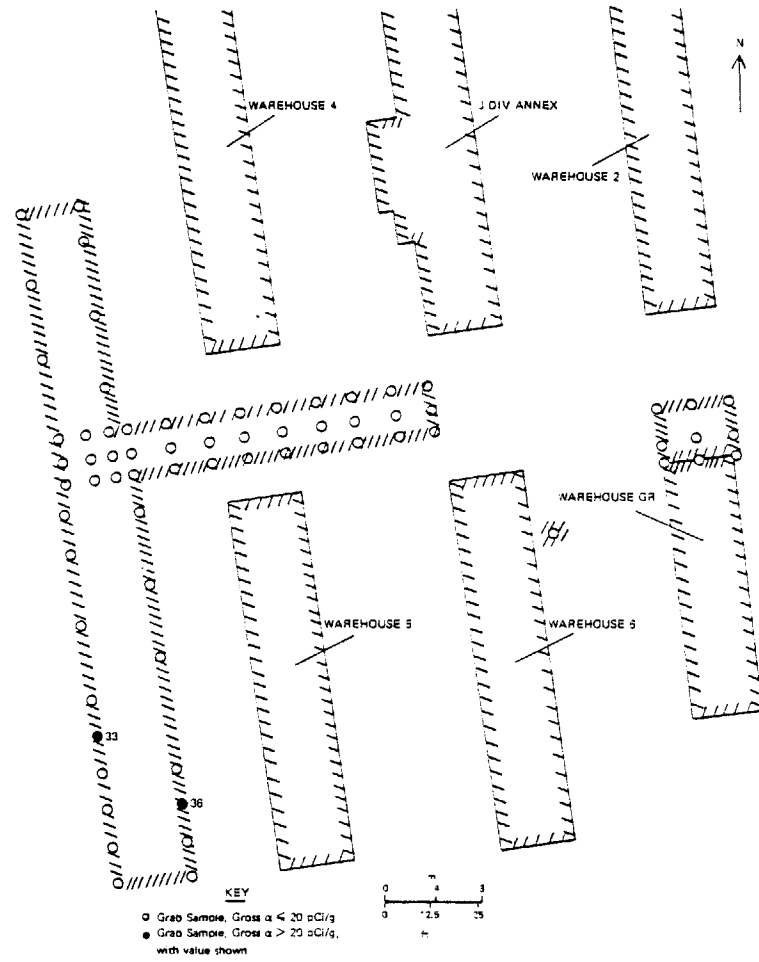 N
WAREHOUSE 4
J DIV ANNEX
WAREHOUSE 2
WAREHOUSE GR
WAREHOUSE 5
WAREHOUSE 6
33
36
KEY
Grab Sample, Gross α ≤ 20 pCi/g
Grab Sample, Gross α > 20 pCi/g,
with value shown
0 4
0 12.5 25